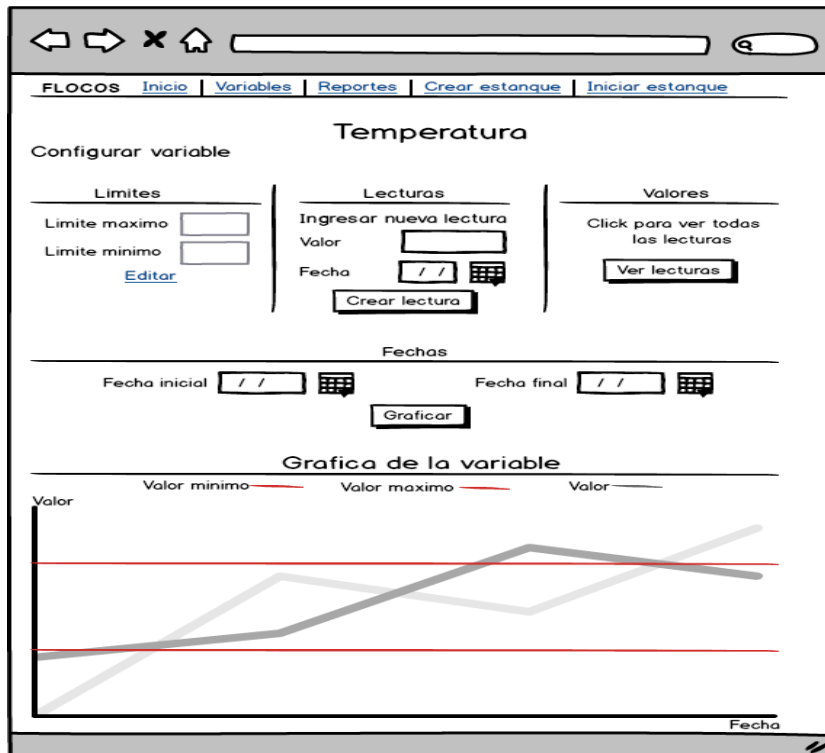 FLOCOS Inicio Variables Reportes Crear estanque Iniciar estanque
Temperatura
Configurar variable
Limites
Limite maximo
Limite minimo
Editar
Lecturas
Ingresar nueva lectura
Valor
Fecha / /
Crear lectura
Valores
Click para ver todas
las lecturas
Ver lecturas
Fechas
Fecha inicial / / Fecha final / /
Graficar
Grafica de la variable
Valor minimo Valor maximo Valor
Valor
Fecha